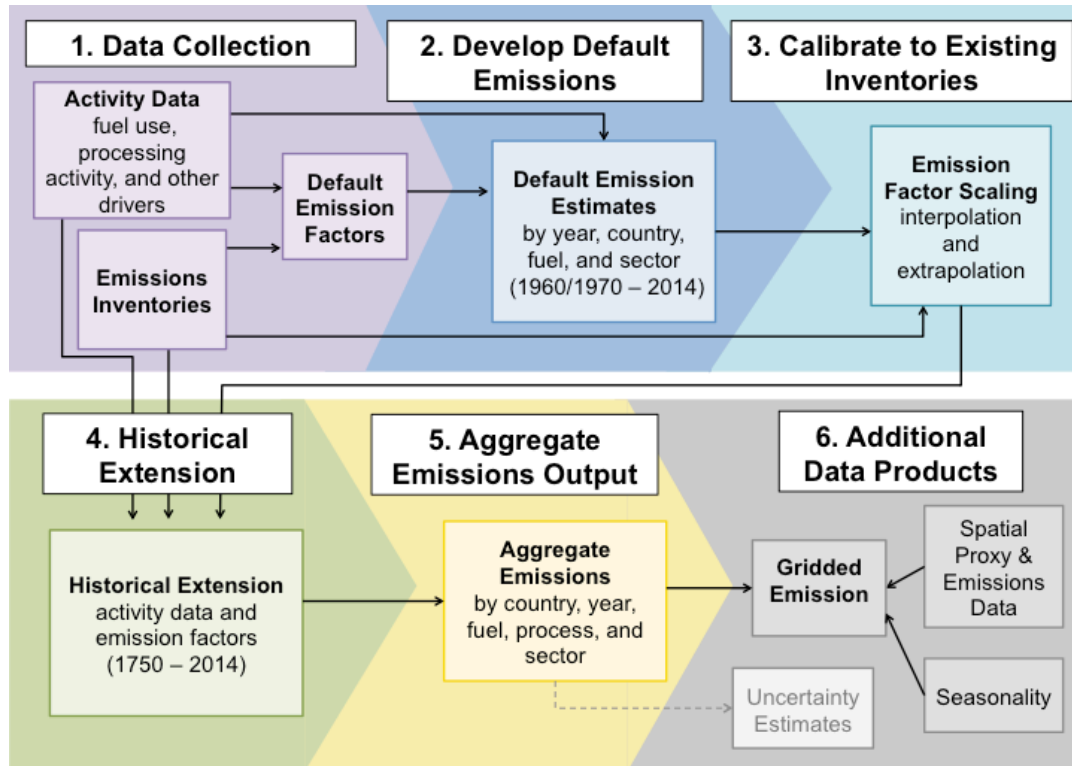 1. Data Collection
2. Develop Default
Emissions
3. Calibrate to Existing
Inventories
Activity Data
fuel use,
processing
activity, and other
drivers
Default
Emission
Factors
Emissions
Inventories
Default Emission
Estimates
by year, country,
fuel, and sector
(1960/1970 – 2014)
Emission
Factor Scaling
interpolation
and
extrapolation
4. Historical
Extension
5. Aggregate
Emissions Output
6. Additional
Data Products
Historical Extension
activity data and
emission factors
(1750 – 2014)
Aggregate
Emissions
by country, year,
fuel, process, and
sector
Gridded
Emission
Spatial
Proxy &
Emissions
Data
Seasonality
Uncertainty
Estimates